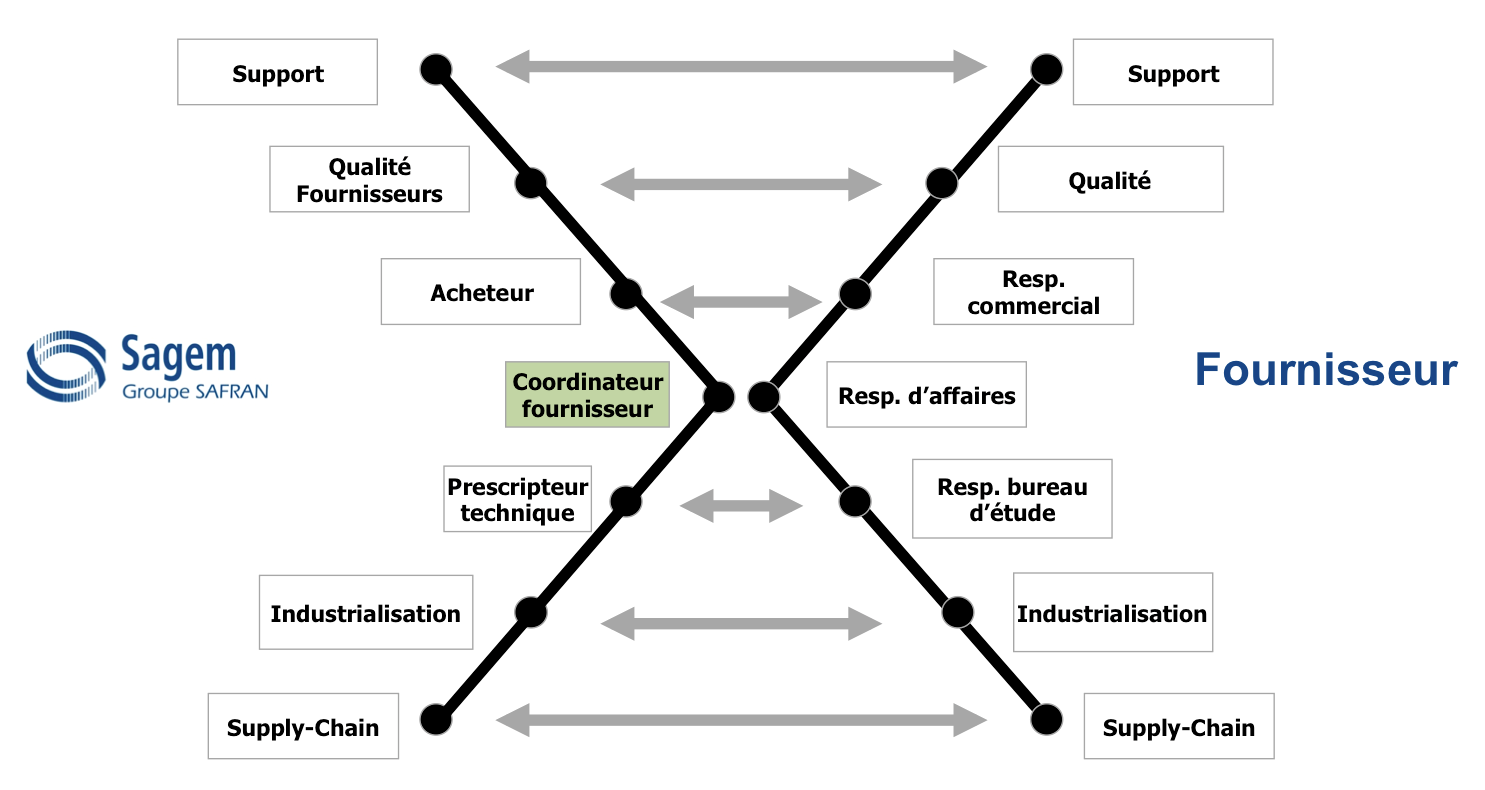 Support
Support
Qualité
Fournisseurs
Qualité
Acheteur
Resp.
commercial
Sagem
Groupe SAFRAN
Fournisseur
Coordinateur
fournisseur
Resp. d’affaires
Prescripteur
technique
Resp. bureau
d’étude
Industrialisation
Industrialisation
Supply-Chain
Supply-Chain